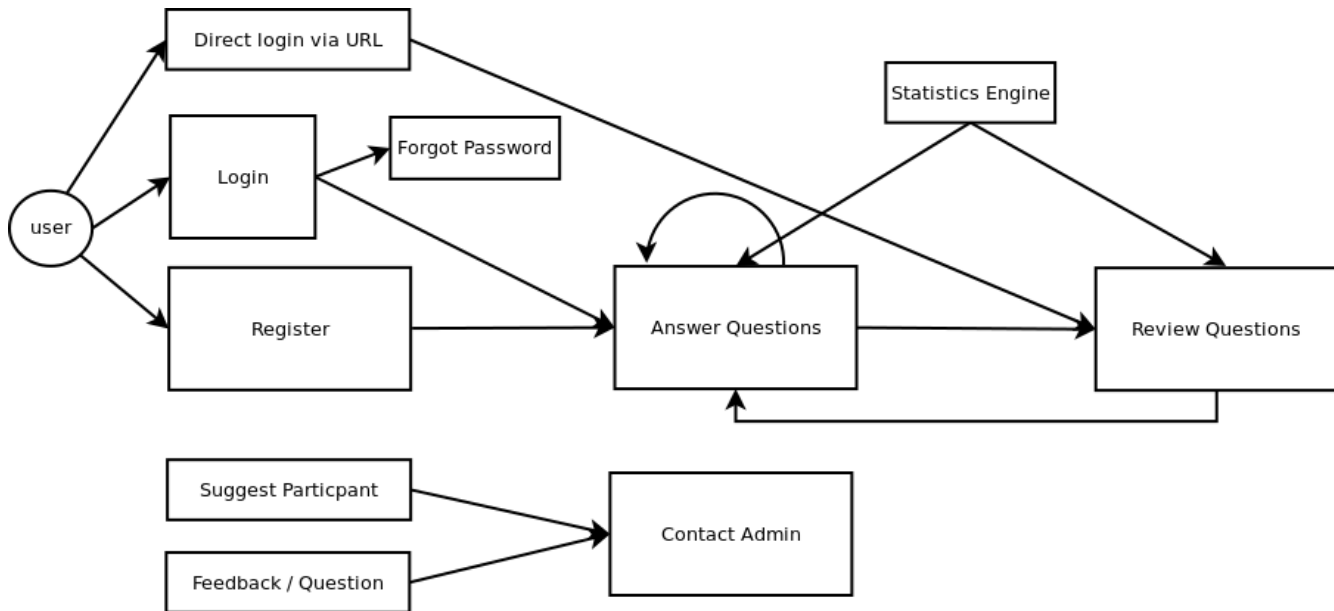 Direct login via URL
Statistics Engine
Forgot Password
Login
user
Register
Answer Questions
Review Questions
Suggest Particpant
Contact Admin
Feedback / Question